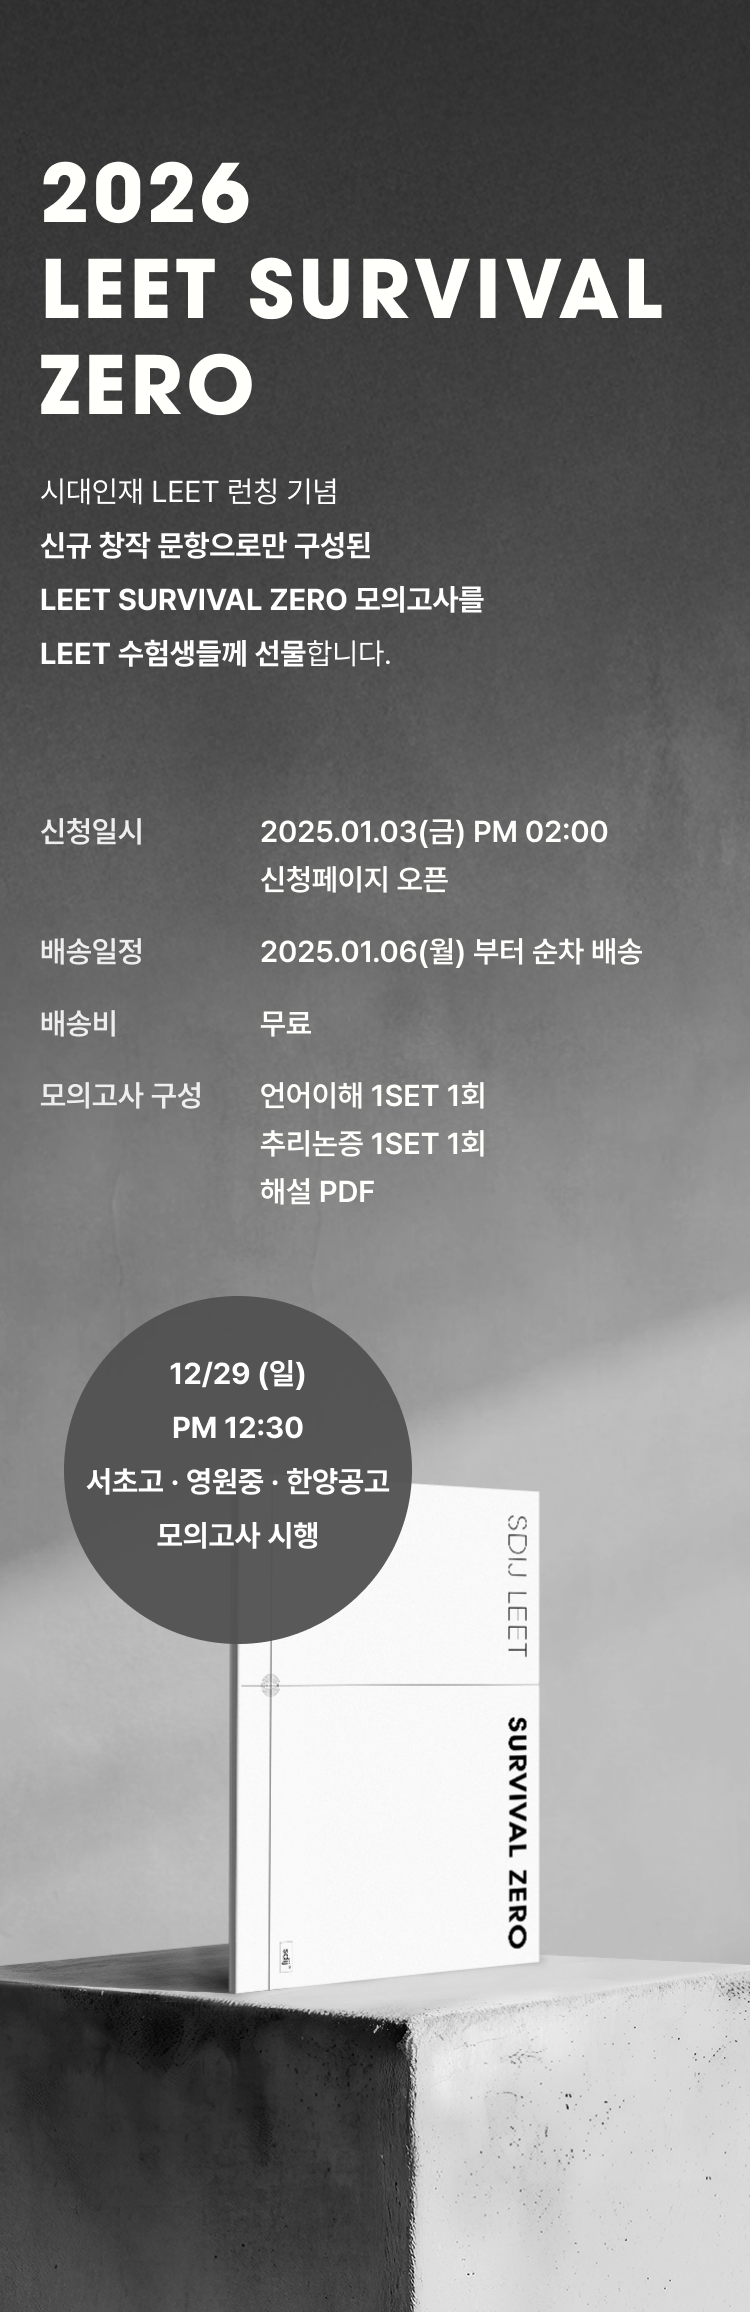 2026
LEET SURVIVAL
ZERO
시대인재 LEET 런칭 기념
신규 창작 문항으로만 구성된
LEET SURVIVAL ZERO 모의고사를
LEET 수험생들께 선물합니다.
신청일시 2025.01.03(금) PM 02:00
신청페이지 오픈
배송일정 2025.01.06(월) 부터 순차 배송
배송비 무료
모의고사 구성 언어이해 1SET 1회
추리논증 1SET 1회
해설 PDF
12/29 (일)
PM 12:30
서초고 · 영원중 · 한양공고
모의고사 시행
SDIJ LEET
SURVIVAL ZERO
sdij